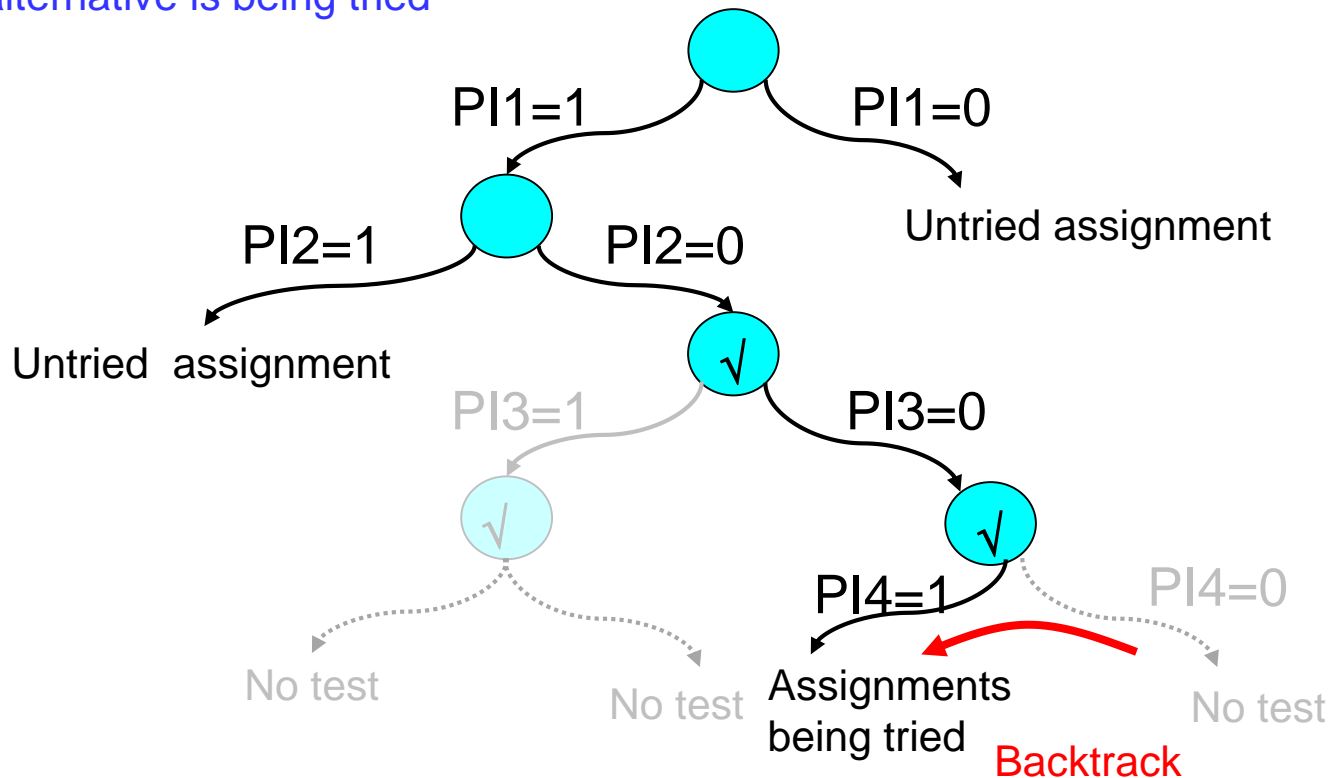 alternative is being tried
PI1=1
PI1=0
Untried assignment
PI2=1
PI2=0
Untried  assignment
√
PI3=1
PI3=0
√
√
PI4=1
PI4=0
No test
No test
Assignments
being tried
No test
Backtrack